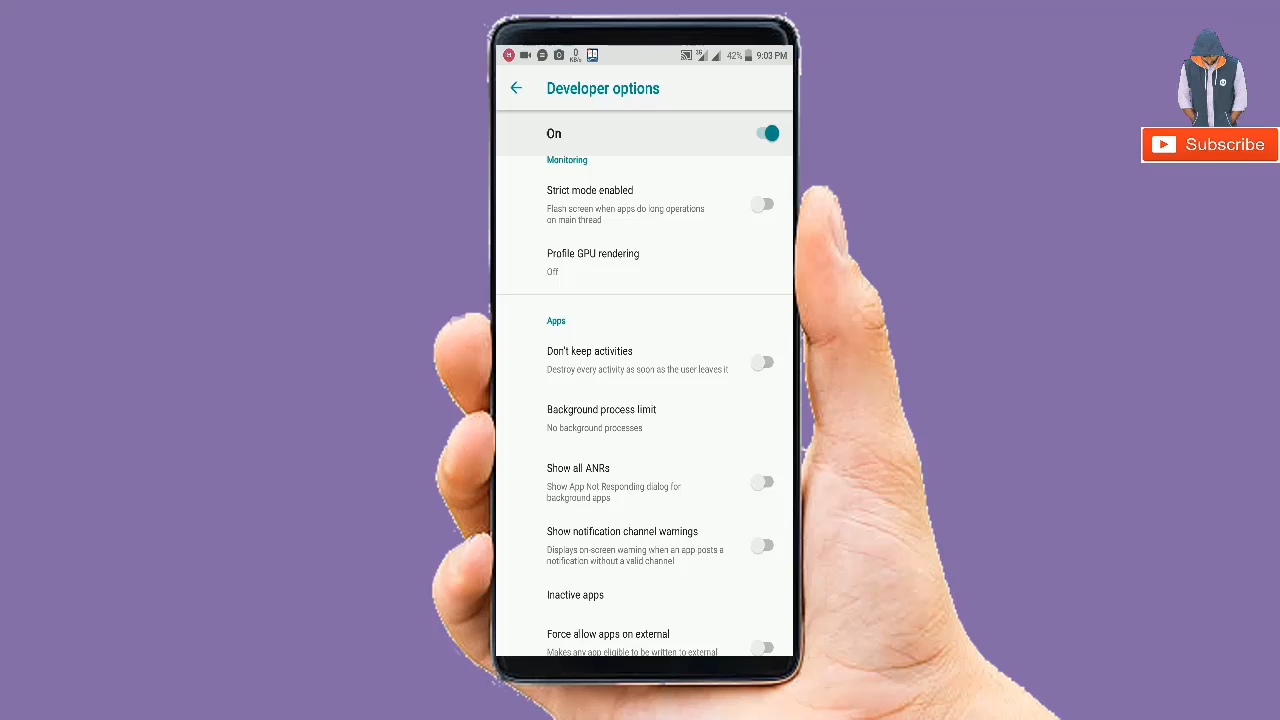 0
KB/s
3G
42%
9:03 PM
Developer options
On
Monitoring
Strict mode enabled
Flash screen when apps do long operations
on main thread
Profile GPU rendering
Off
Apps
Don't keep activities
Destroy every activity as soon as the user leaves it
Background process limit
No background processes
Show all ANRs
Show App Not Responding dialog for
background apps
Show notification channel warnings
Displays on-screen warning when an app posts a
notification without a valid channel
Inactive apps
Force allow apps on external
Makes any app eligible to be written to external
Subscribe